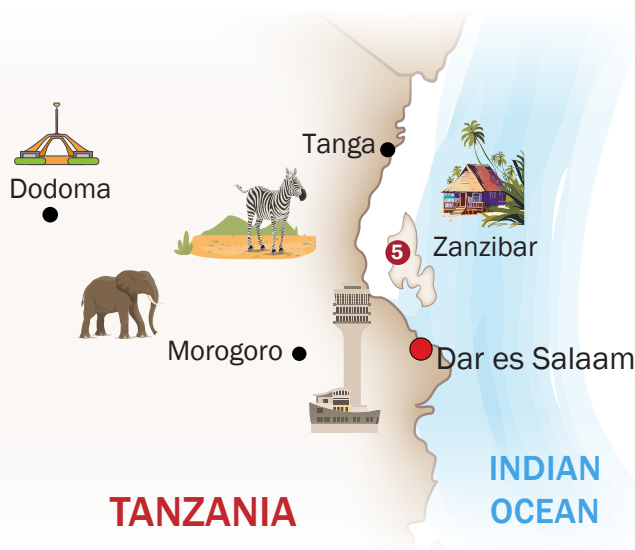 Tanga
Dodoma
5
Zanzibar
Morogoro
Dar es Salaam
INDIAN
OCEAN
TANZANIA